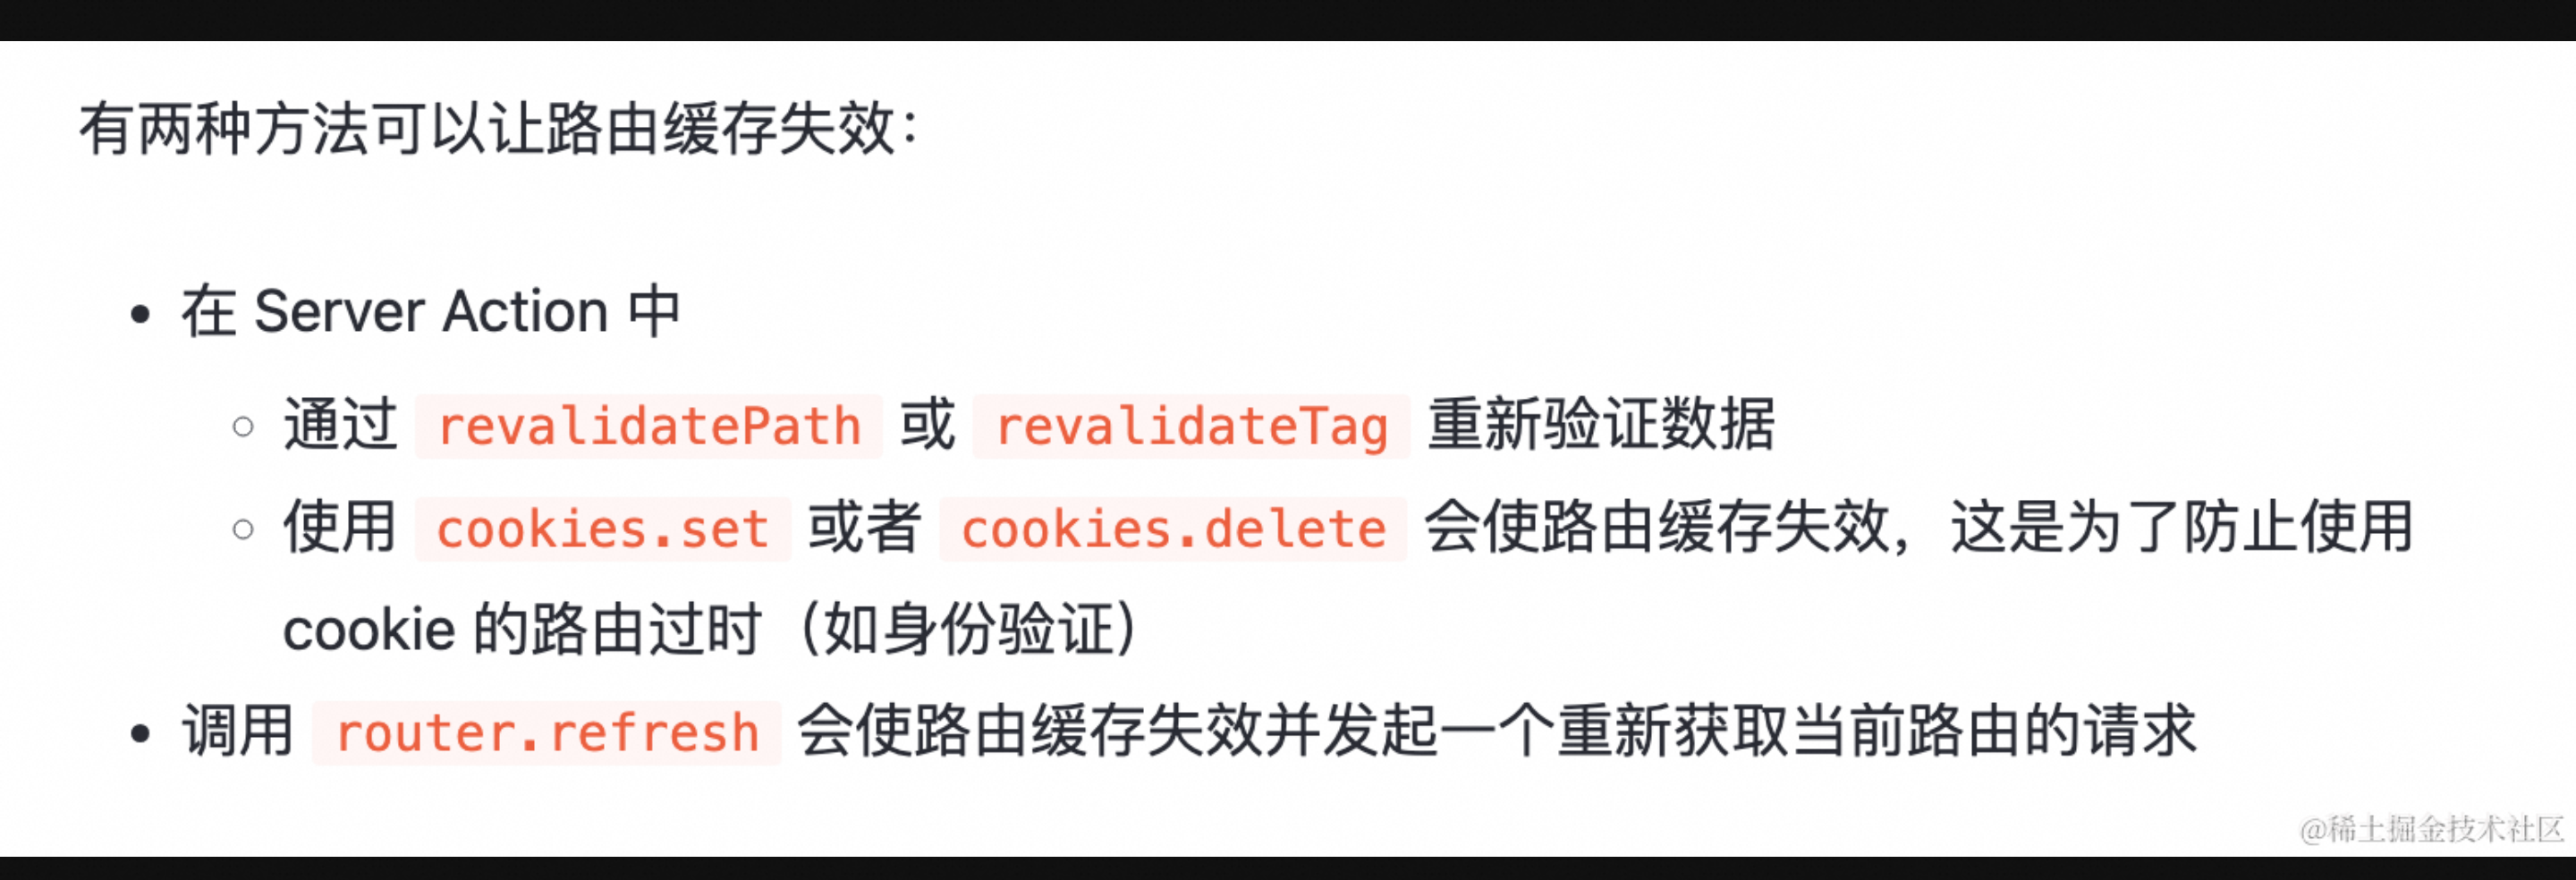 有两种方法可以让路由缓存失效：
• 在 Server Action 中
○ 通过 revalidatePath 或 revalidateTag 重新验证数据
○ 使用 cookies.set 或者 cookies.delete 会使路由缓存失效，这是为了防止使用
cookie 的路由过时（如身份验证）
• 调用 router.refresh 会使路由缓存失效并发起一个重新获取当前路由的请求
@稀土掘金技术社区